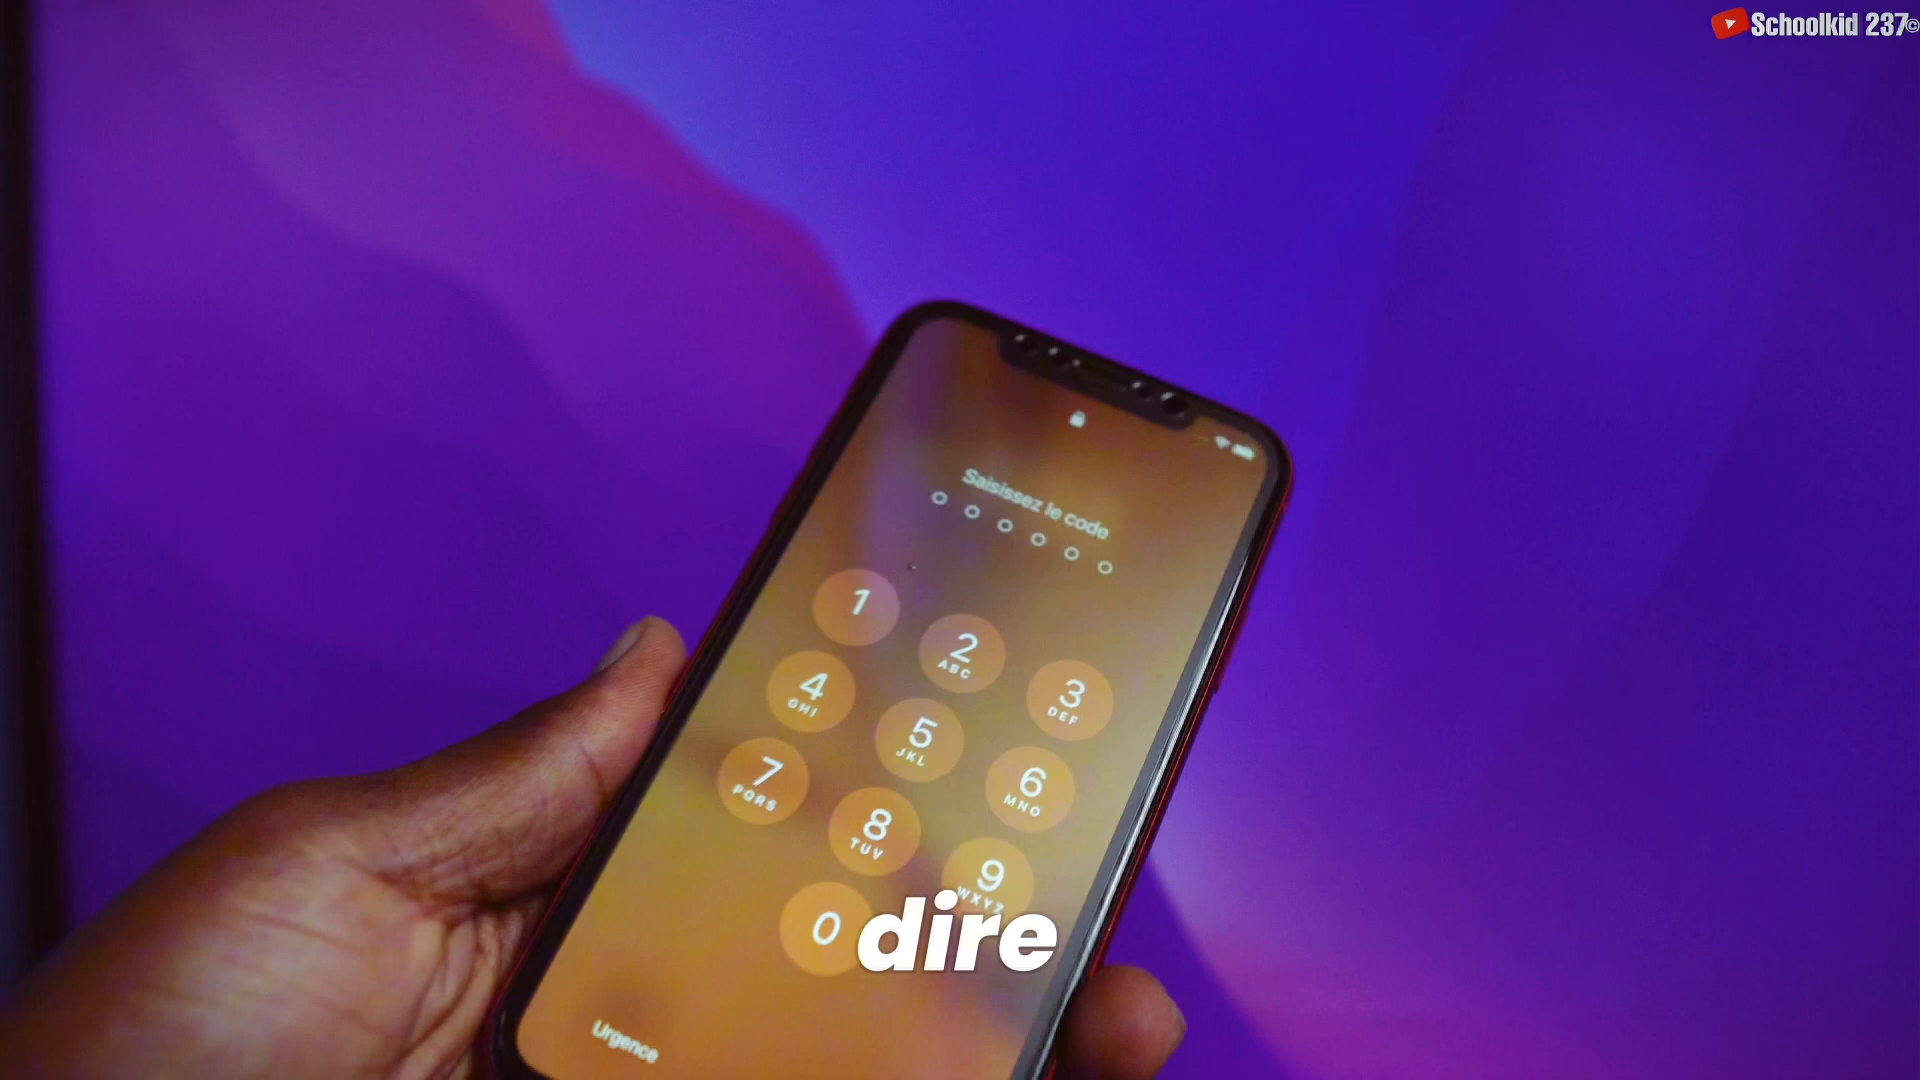 Schoolkid 237©
Saisissez le code
1
2
ABC
3
DEF
4
GHI
5
JKL
6
MNO
7
PQRS
8
TUV
9
WXYZ
0
dire
Urgence